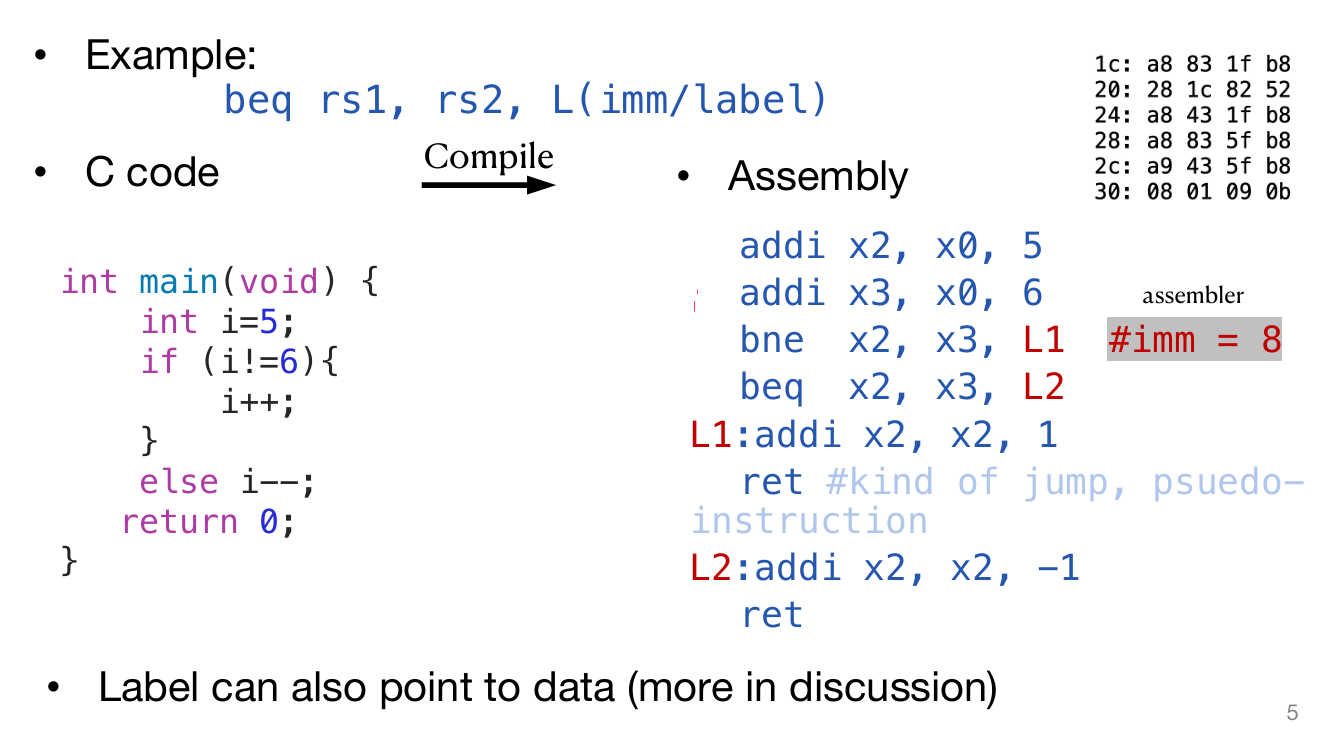 • Example:
beq rs1, rs2, L(imm/label)
1c: a8 83 1f b8
20: 28 1c 82 52
24: a8 43 1f b8
28: a8 83 5f b8
2c: a9 43 5f b8
30: 08 01 09 0b
• C code
Compile
int main(void) {
    int i=5;
    if (i!=6){
        i++;
    }
    else i--;
   return 0;
}
• Assembly
addi x2, x0, 5
addi x3, x0, 6
bne  x2, x3, L1
assembler
#imm = 8
beq  x2, x3, L2
L1:addi x2, x2, 1
ret #kind of jump, psuedo-
instruction
L2:addi x2, x2, -1
ret
• Label can also point to data (more in discussion)
5